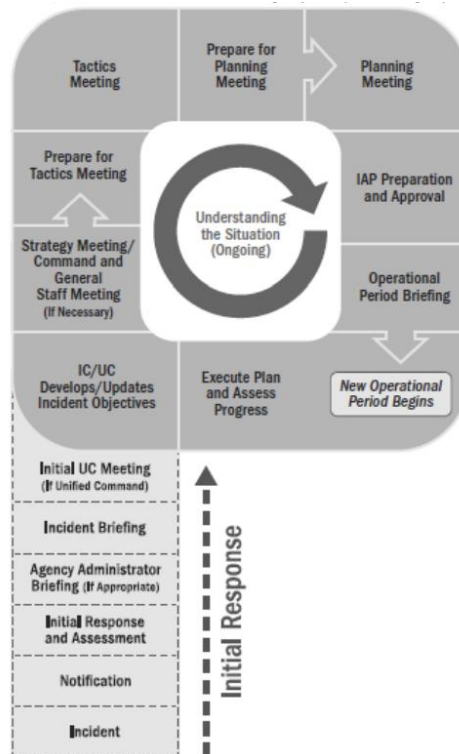 Tactics
Meeting
Prepare for
Planning
Meeting
Planning
Meeting
Prepare for
Tactics Meeting
Understanding
the Situation
(Ongoing)
IAP Preparation
and Approval
Strategy Meeting/
Command and
General
Staff Meeting
(If Necessary)
Operational
Period Briefing
IC/UC
Develops/Updates
Incident Objectives
Execute Plan
and Assess
Progress
New Operational
Period Begins
Initial UC Meeting
(If Unified Command)
Incident Briefing
Agency Administrator
Briefing (If Appropriate)
Initial Response
and Assessment
Notification
Incident
Initial Response